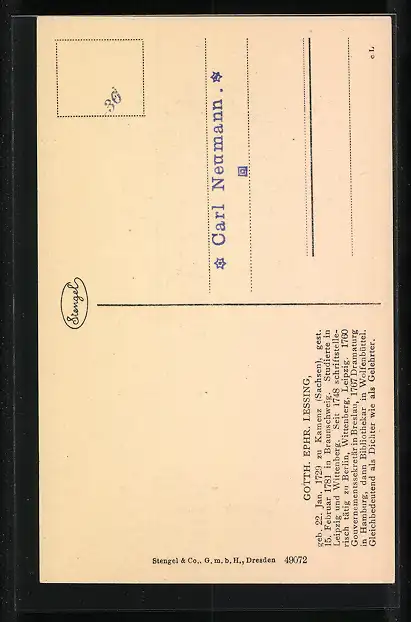 GOTTH. EPHR. LESSING,
geb. 22. Jan. 1729 zu Kamenz (Sachsen), gest.
15. Februar 1781 in Braunschweig. Studierte in
Leipzig und Wittenberg. Seit 1748 schriftstelle-
risch tätig zu Berlin, Wittenberg, Leipzig. 1760
Gouvernementssekretär in Breslau, 1767 Dramaturg
in Hamburg, dann Bibliothekar in Wolfenbüttel.
Gleichbedeutend als Dichter wie als Gelehrter.
Stengel
Carl Neumann.
c L
Stengel & Co., G. m. b. H., Dresden 49072